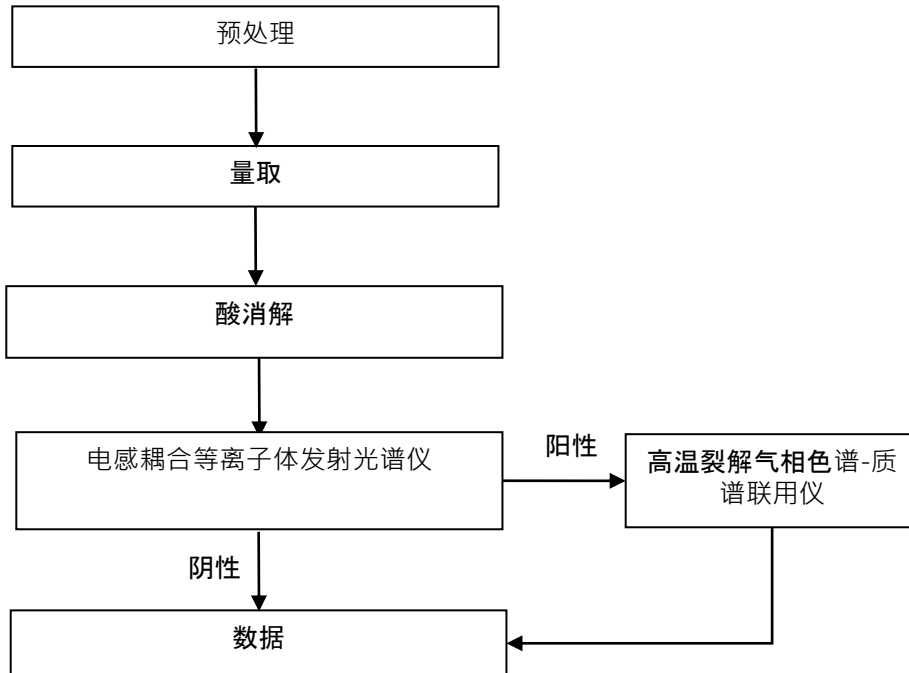 预处理
量取
酸消解
电感耦合等离子体发射光谱仪
阳性
高温裂解气相色谱-质
谱联用仪
阴性
数据